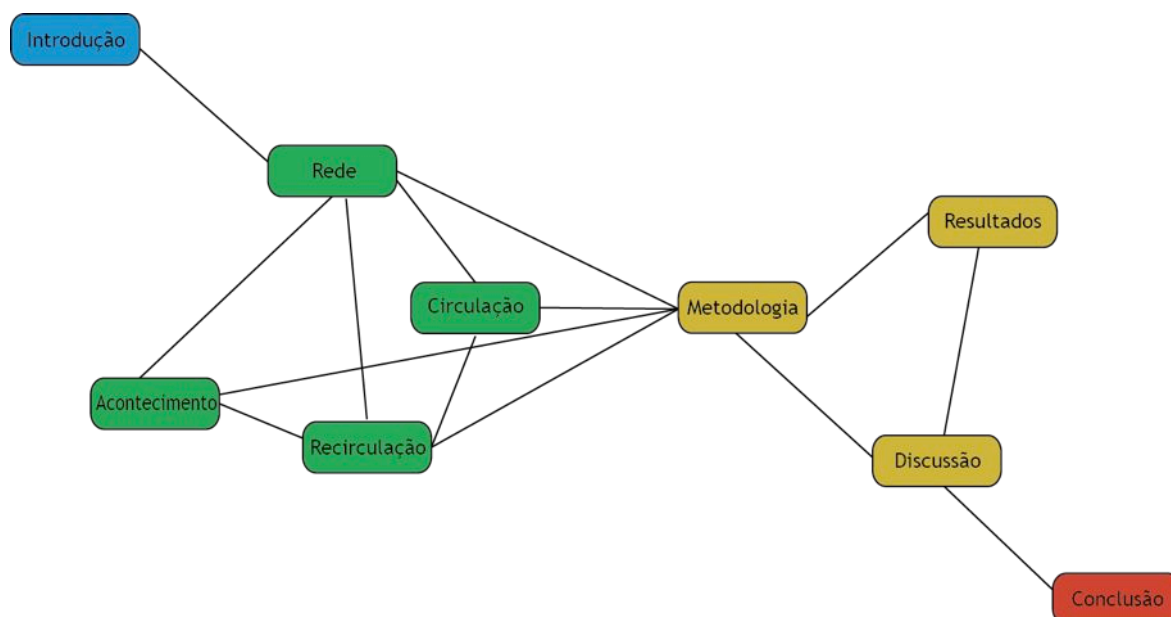 Introdução
Rede
Resultados
Circulação
Metodologia
Acontecimento
Recirculação
Discussão
Conclusão